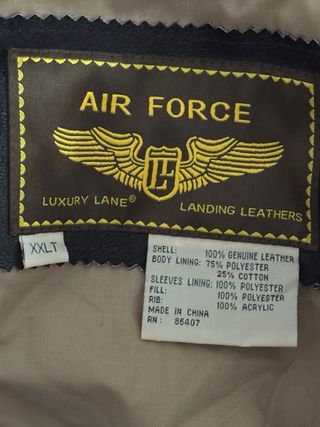 AIR FORCE
LUXURY LANE® LANDING LEATHERS
XXLT
SHELL: 100% GENUINE LEATHER
BODY LINING: 75% POLYESTER
25% COTTON
SLEEVES LINING: 100% POLYESTER
FILL: 100% POLYESTER
RIB: 100% ACRYLIC
MADE IN CHINA
RN: 86407